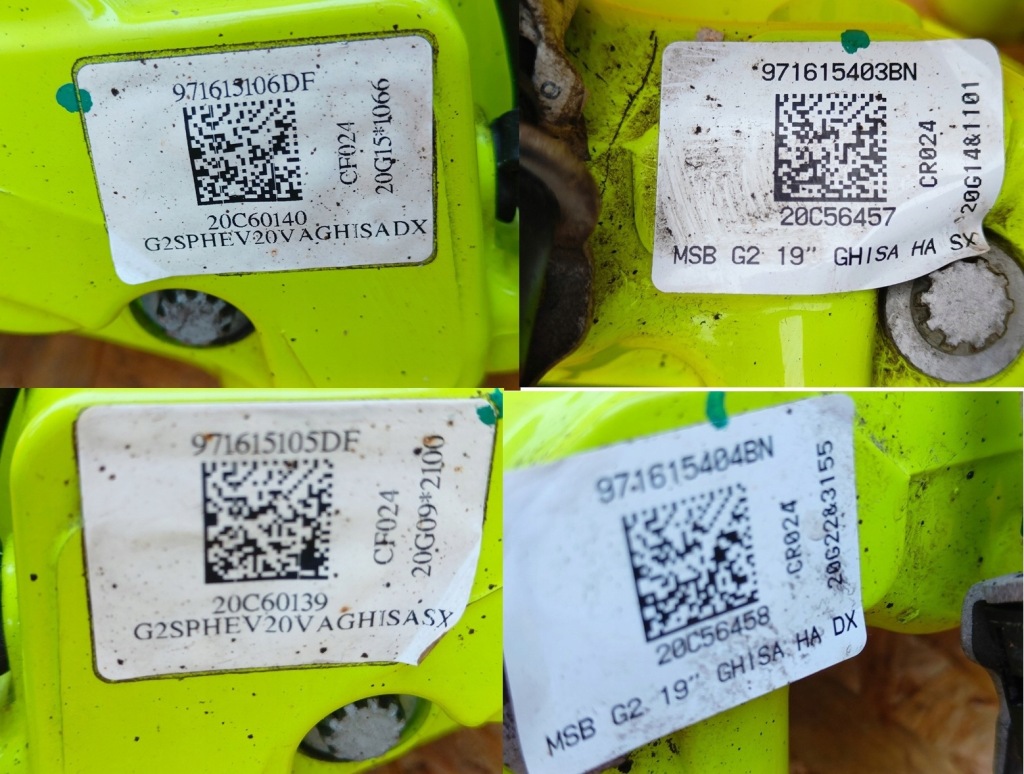 971615106DF
CF024
20G15*1066
20C60140
G2SPHEV20VAGHISADX
971615403BN
CR024
20G14&1101
20C56457
MSB G2 19" GHISA HA SX
971615105DF
CF024
20G09*2100
20C60139
G2SPHEV20VAGHISASX
971615404BN
CR024
20G22&3155
20C56458
MSB G2 19" GHISA HA DX